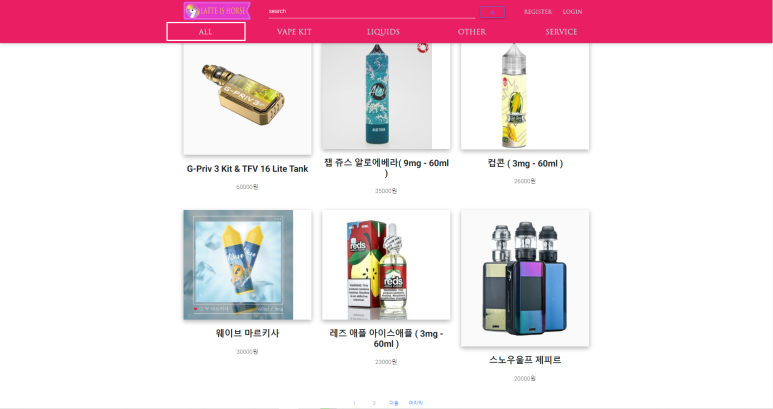 LATTE IS HORSE
search
REGISTER
LOGIN
ALL
VAPE KIT
LIQUIDS
OTHER
SERVICE
G-PRIV 3
G-Priv 3 Kit & TFV 16 Lite Tank
60000원
잽 쥬스 알로에베라( 9mg - 60ml
)
35000원
컵콘 ( 3mg - 60ml )
26000원
웨이브 마르키사
30000원
reds
reds
레즈 애플 아이스애플 ( 3mg -
60ml )
23000원
스노우울프 제피르
20000원
1
2
다음
마지막